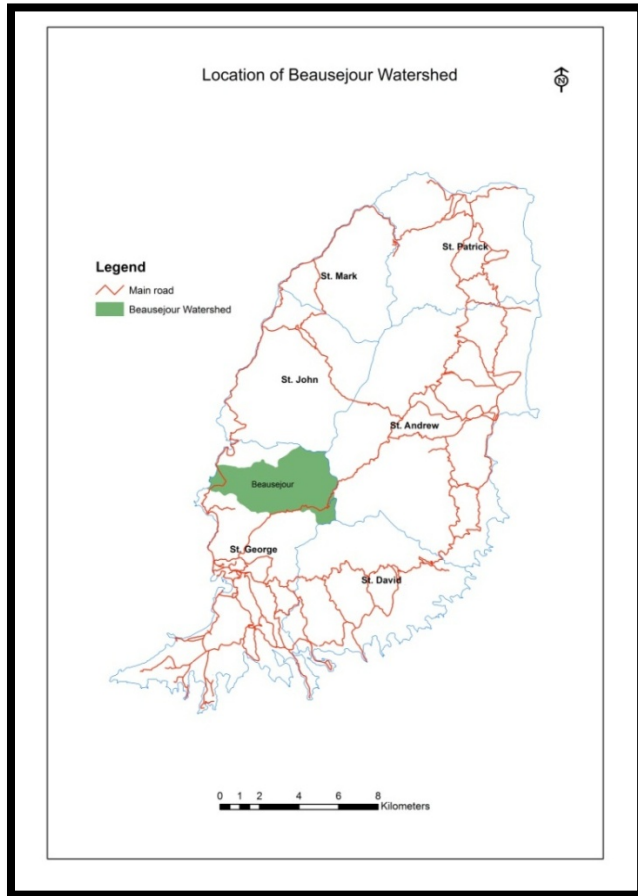 Location of Beausejour Watershed
N
St. Patrick
Legend
St. Mark
Main road
Beausejour Watershed
St. John
St. Andrew
Beausejour
St. George
St. David
0 1 2 4 6 8
Kilometers